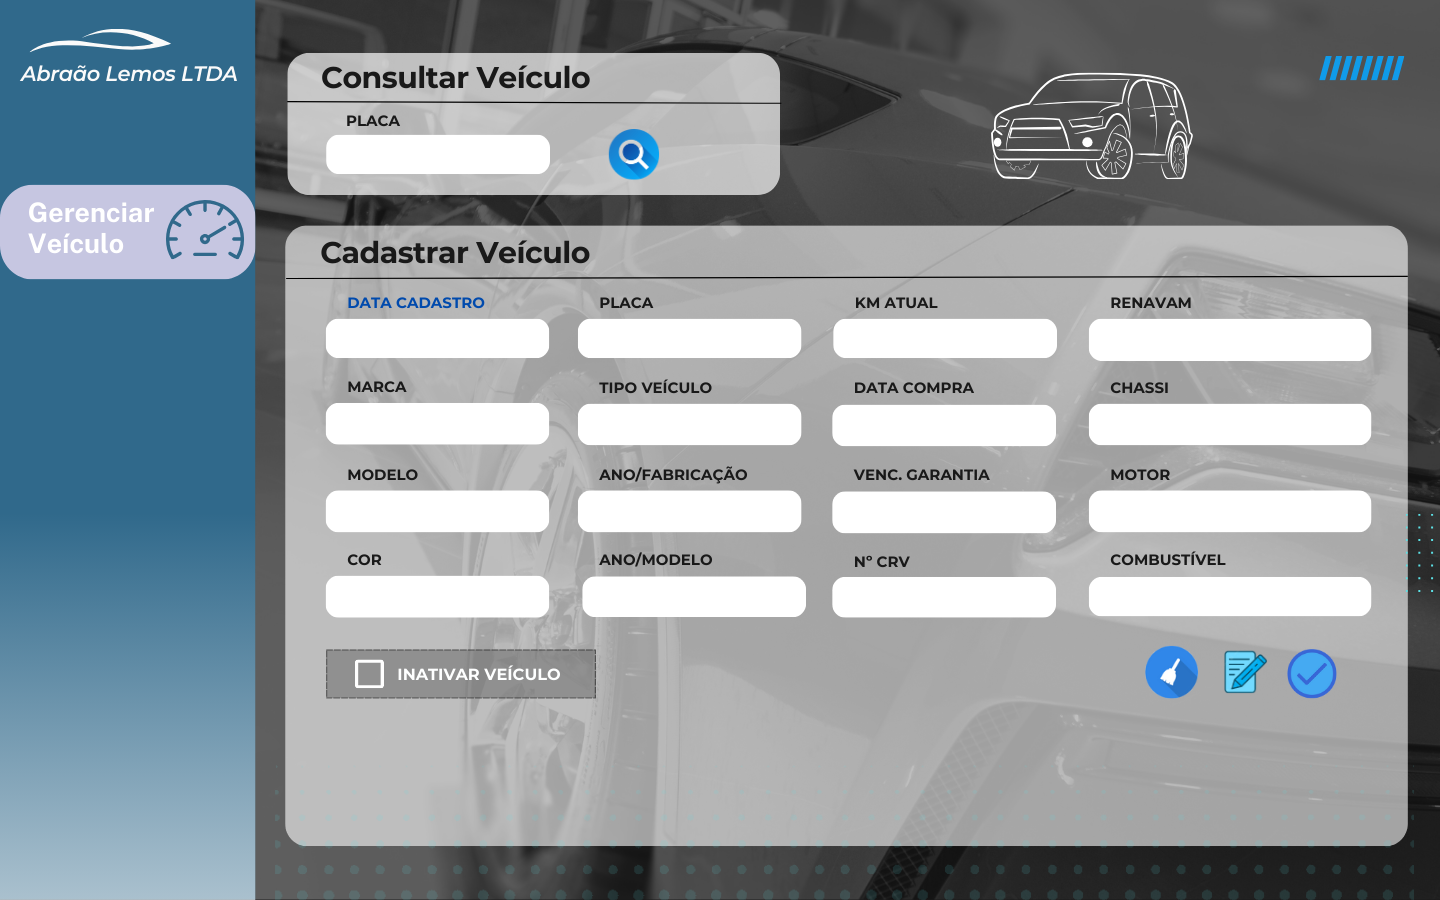 Abraão Lemos LTDA
Gerenciar
Veículo
Consultar Veículo
PLACA
Cadastrar Veículo
DATA CADASTRO
PLACA
KM ATUAL
RENAVAM
MARCA
TIPO VEÍCULO
DATA COMPRA
CHASSI
MODELO
ANO/FABRICAÇÃO
VENC. GARANTIA
MOTOR
COR
ANO/MODELO
Nº CRV
COMBUSTÍVEL
INATIVAR VEÍCULO